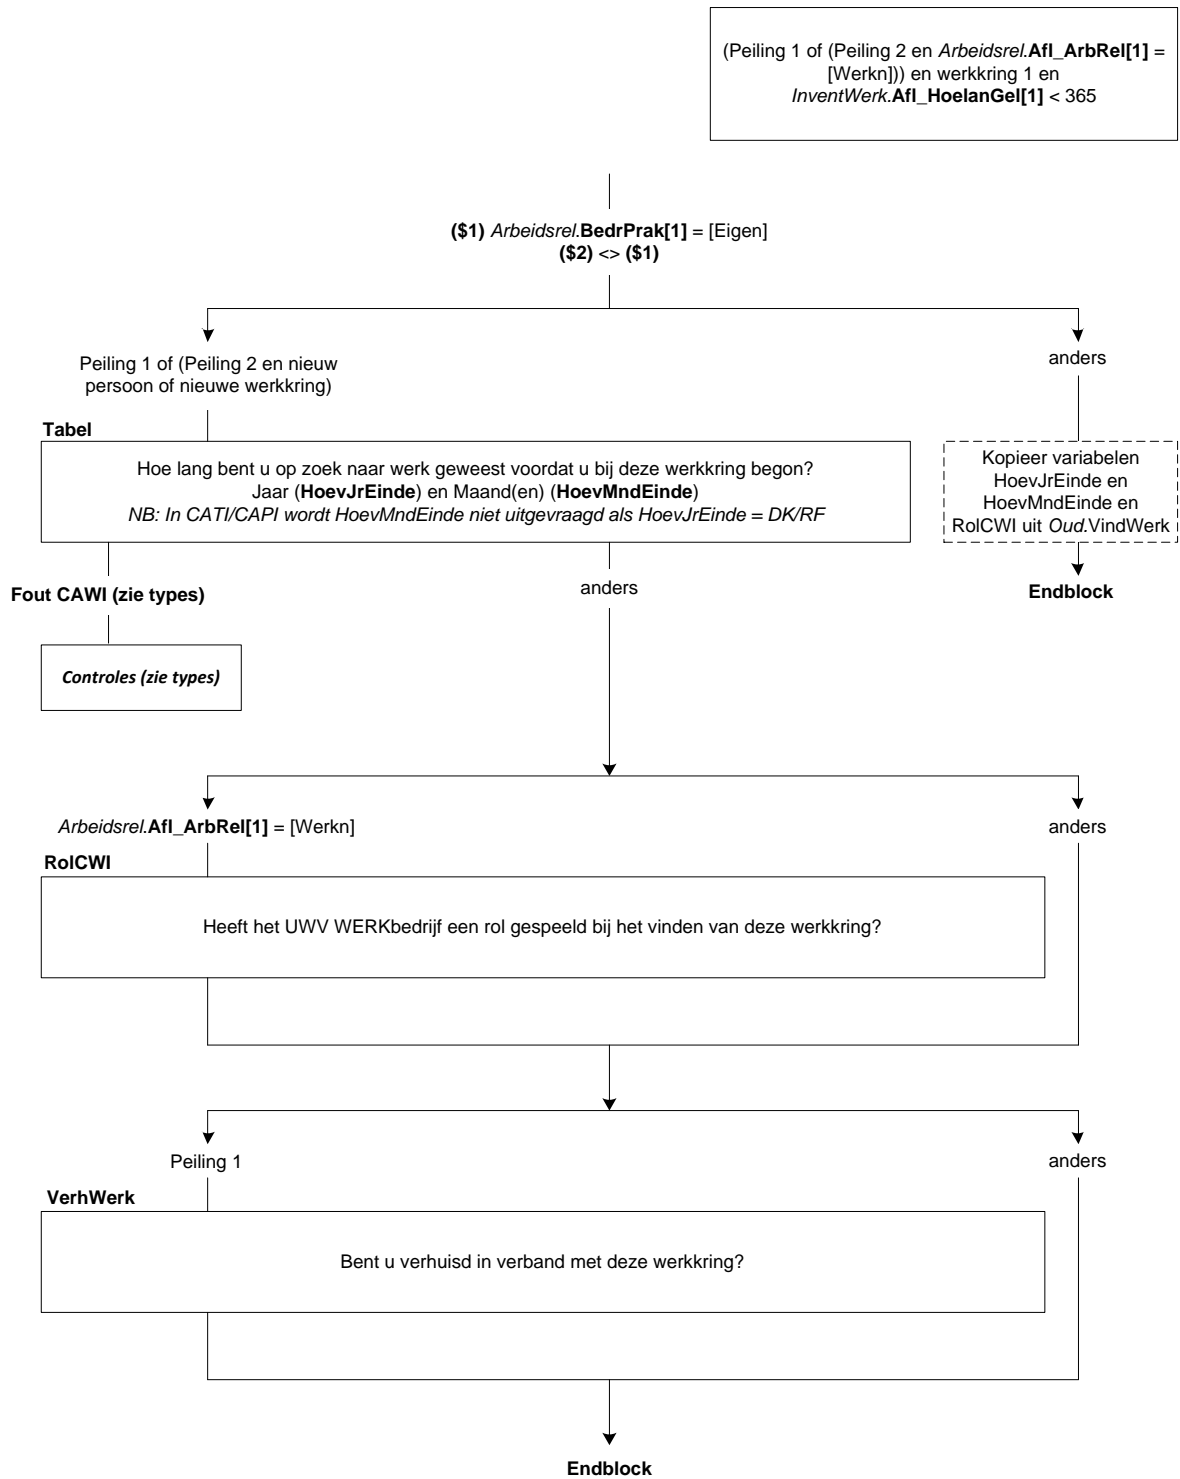 (Peiling 1 of (Peiling 2 en Arbeidsrel.Afl_ArbRel[1] =
[Werkn])) en werkkring 1 en
InventWerk.Afl_HoelanGel[1] < 365
($1) Arbeidsrel.BedrPrak[1] = [Eigen]
($2) <> ($1)
Peiling 1 of (Peiling 2 en nieuw
persoon of nieuwe werkkring)
anders
Tabel
Hoe lang bent u op zoek naar werk geweest voordat u bij deze werkkring begon?
Jaar (HoevJrEinde) en Maand(en) (HoevMndEinde)
NB: In CATI/CAPI wordt HoevMndEinde niet uitgevraagd als HoevJrEinde = DK/RF
Kopieer variabelen
HoevJrEinde en
HoevMndEinde en
RolCWI uit Oud.VindWerk
Fout CAWI (zie types)
anders
Endblock
Controles (zie types)
Arbeidsrel.Afl_ArbRel[1] = [Werkn]
anders
RolCWI
Heeft het UWV WERKbedrijf een rol gespeeld bij het vinden van deze werkkring?
Peiling 1
anders
VerhWerk
Bent u verhuisd in verband met deze werkkring?
Endblock